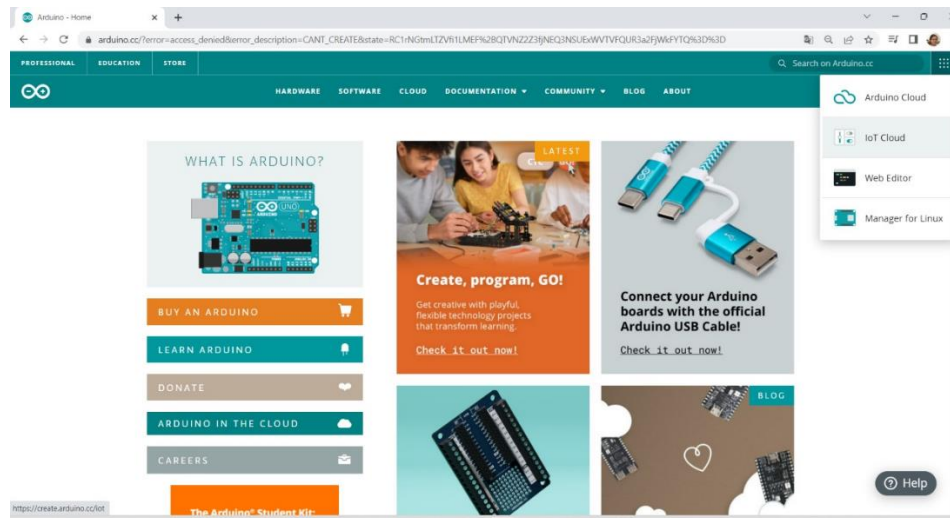 Arduino - Home
arduino.cc/?error=access_denied&error_description=CANT_CREATE&state=
PROFESSIONAL EDUCATION STORE
Search on Arduino.cc
HARDWARE SOFTWARE CLOUD DOCUMENTATION COMMUNITY BLOG ABOUT
Arduino Cloud
IoT Cloud
Web Editor
Manager for Linux
WHAT IS ARDUINO?
UNO
BUY AN ARDUINO
LEARN ARDUINO
DONATE
ARDUINO IN THE CLOUD
CAREERS
The Arduino® Student Kit:
LATEST
Create, program, GO!
Get creative with playful,
flexible technology projects
that transform learning.
Check it out now!
Connect your Arduino
boards with the official
Arduino USB Cable!
Check it out now!
BLOG
Help
https://create.arduino.cc/iot